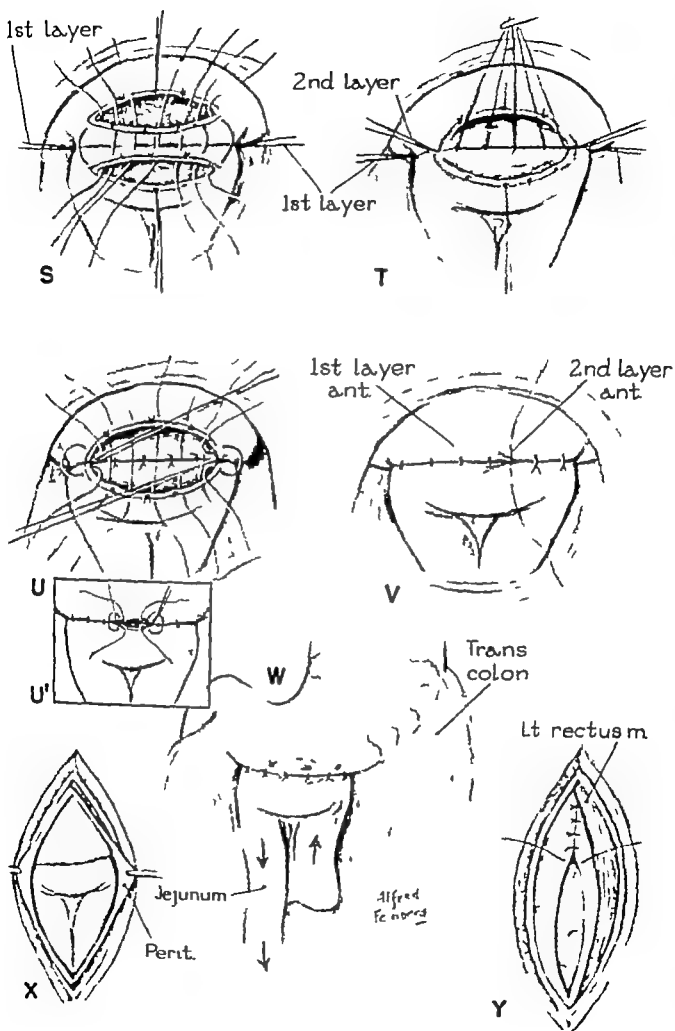 1st layer
2nd layer
1st layer
S
T
1st layer
ant
2nd layer
ant
U
V
U'
W
Trans
colon
Lt rectus m
Jejunum
Alfred
Perit.
X
Y